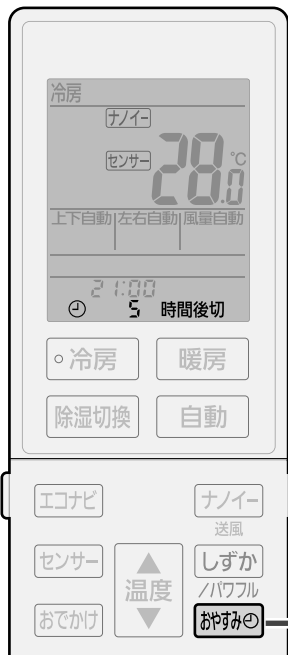 冷房
ナノイー
センサー 28.0 ℃
上下自動 左右自動 風量自動
21:00
5 時間後切
冷房 暖房
除湿切換 自動
エコナビ ナノイー
送風
センサー ▲ しずか
温度 /パワフル
おでかけ ▼ おやすみ